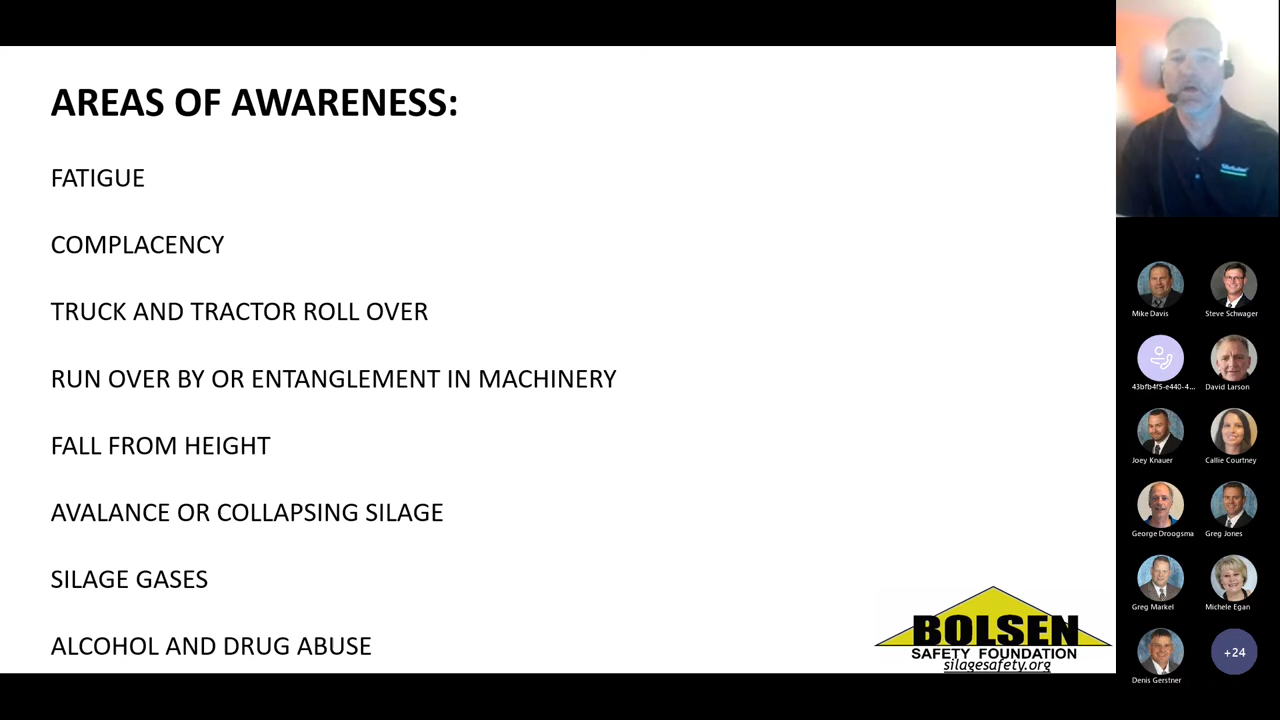 AREAS OF AWARENESS:
FATIGUE
COMPLACENCY
TRUCK AND TRACTOR ROLL OVER
RUN OVER BY OR ENTANGLEMENT IN MACHINERY
FALL FROM HEIGHT
AVALANCE OR COLLAPSING SILAGE
SILAGE GASES
ALCOHOL AND DRUG ABUSE
BOLSEN
SAFETY FOUNDATION
silagesafety.org
Mike Davis
Steve Schwager
43bfb4f5-e440-4...
David Larson
Joey Knauer
Callie Courtney
George Droogsma
Greg Jones
Greg Markel
Michele Egan
Denis Gerstner
+24